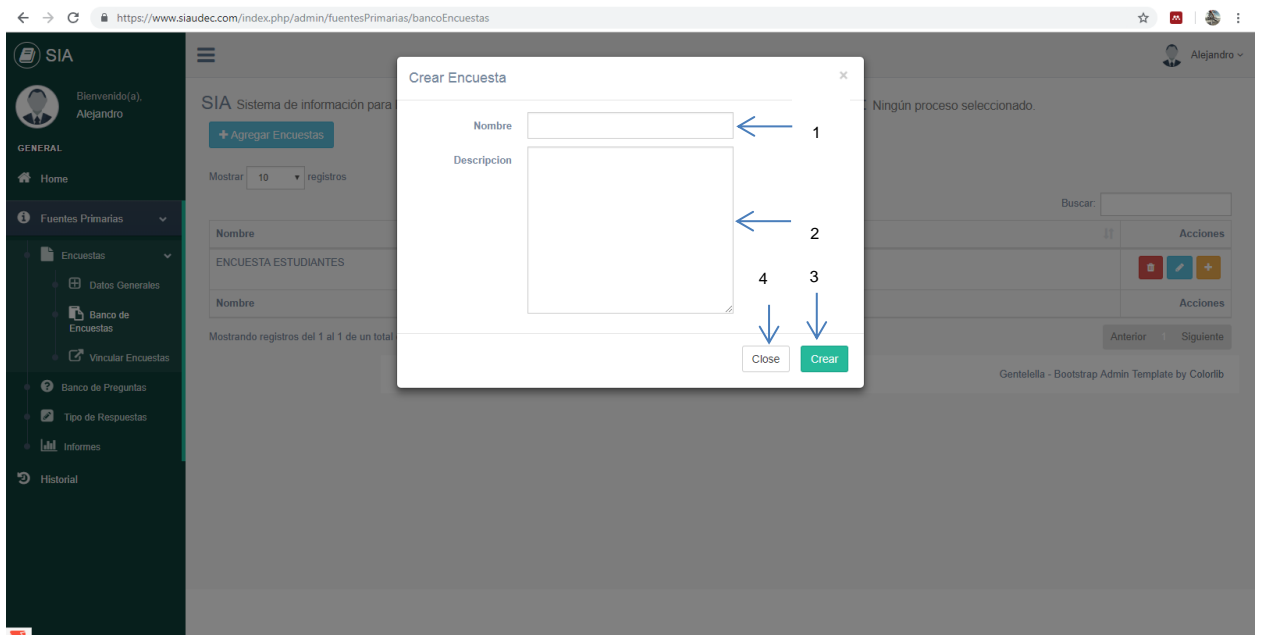 https://www.siaudec.com/index.php/admin/fuentesPrimarias/bancoEncuestas
SIA
Alejandro
Bienvenido(a),
Alejandro
GENERAL
Home
Fuentes Primarias
Encuestas
Datos Generales
Banco de
Encuestas
Vincular Encuestas
Banco de Preguntas
Tipo de Respuestas
Informes
Historial
SIA Sistema de información para
: Ningún proceso seleccionado.
+ Agregar Encuestas
Mostrar 10 registros
Buscar:
Nombre
Acciones
ENCUESTA ESTUDIANTES
Nombre
Acciones
Mostrando registros del 1 al 1 de un total
Anterior
Siguiente
Gentelella - Bootstrap Admin Template by Colorlib
Crear Encuesta
×
Nombre
1
Descripcion
2
4
3
Close
Crear